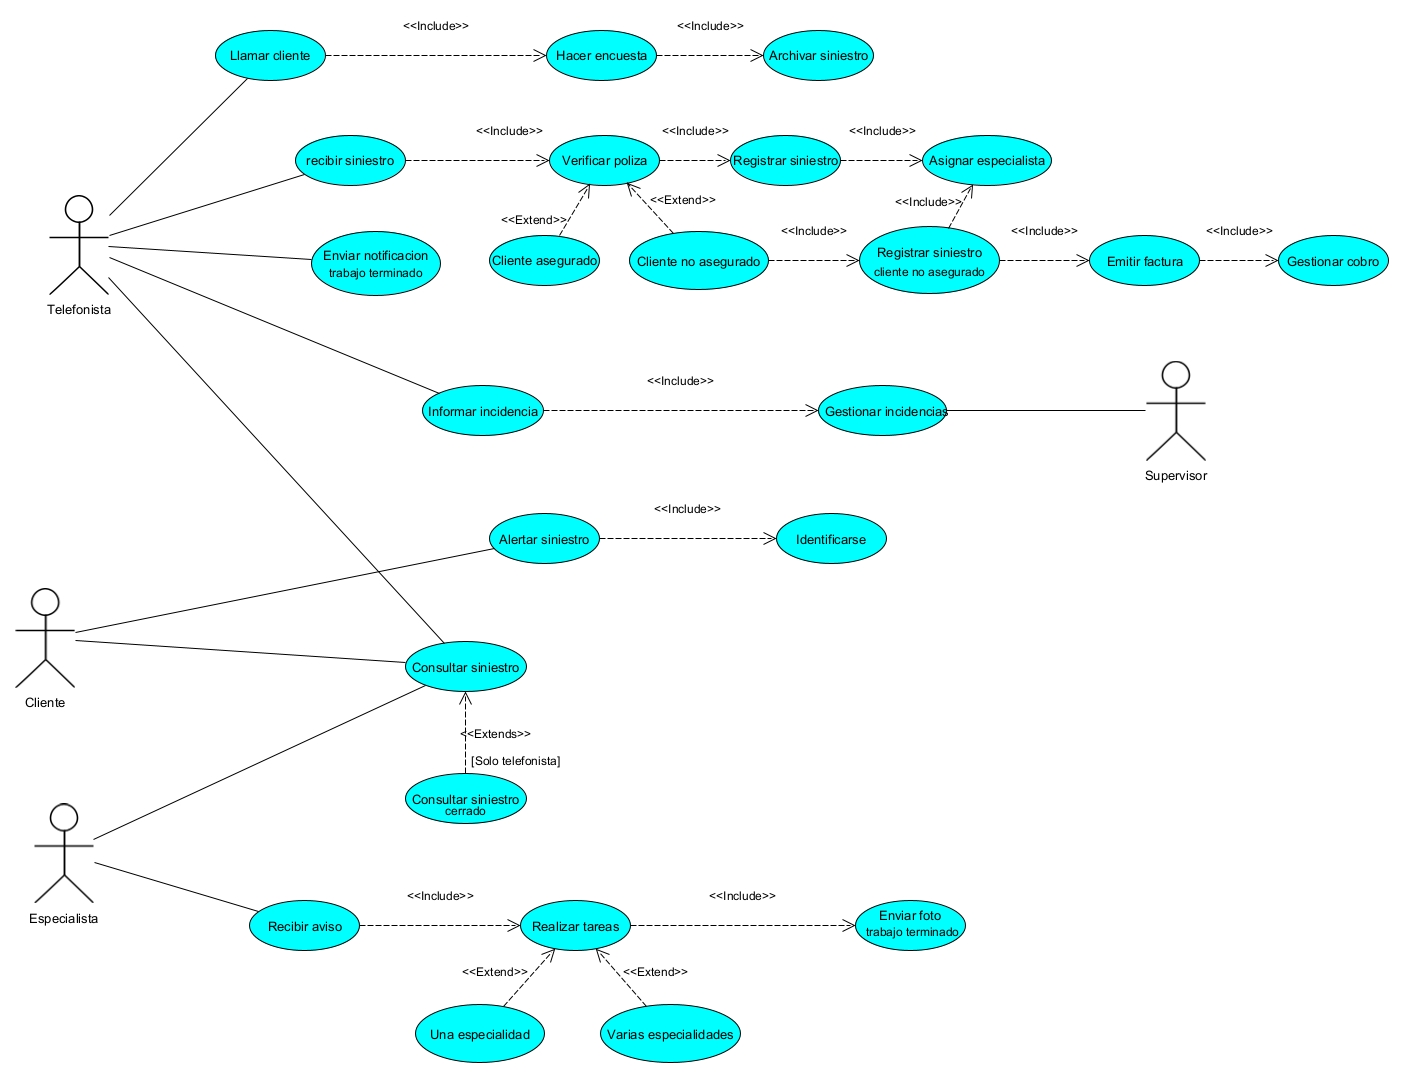 <<Include>>
<<Include>>
Llamar cliente
Hacer encuesta
Archivar siniestro
<<Include>>
<<Include>>
<<Include>>
recibir siniestro
Verificar poliza
Registrar siniestro
Asignar especialista
<<Extend>>
<<Extend>>
<<Include>>
<<Include>>
<<Include>>
<<Include>>
Enviar notificacion
trabajo terminado
Cliente asegurado
Cliente no asegurado
Registrar siniestro
cliente no asegurado
Emitir factura
Gestionar cobro
Telefonista
<<Include>>
Informar incidencia
Gestionar incidencias
Supervisor
<<Include>>
Alertar siniestro
Identificarse
Cliente
Consultar siniestro
<<Extends>>
[Solo telefonista]
Consultar siniestro
cerrado
Especialista
<<Include>>
<<Include>>
Recibir aviso
Realizar tareas
Enviar foto
trabajo terminado
<<Extend>>
<<Extend>>
Una especialidad
Varias especialidades